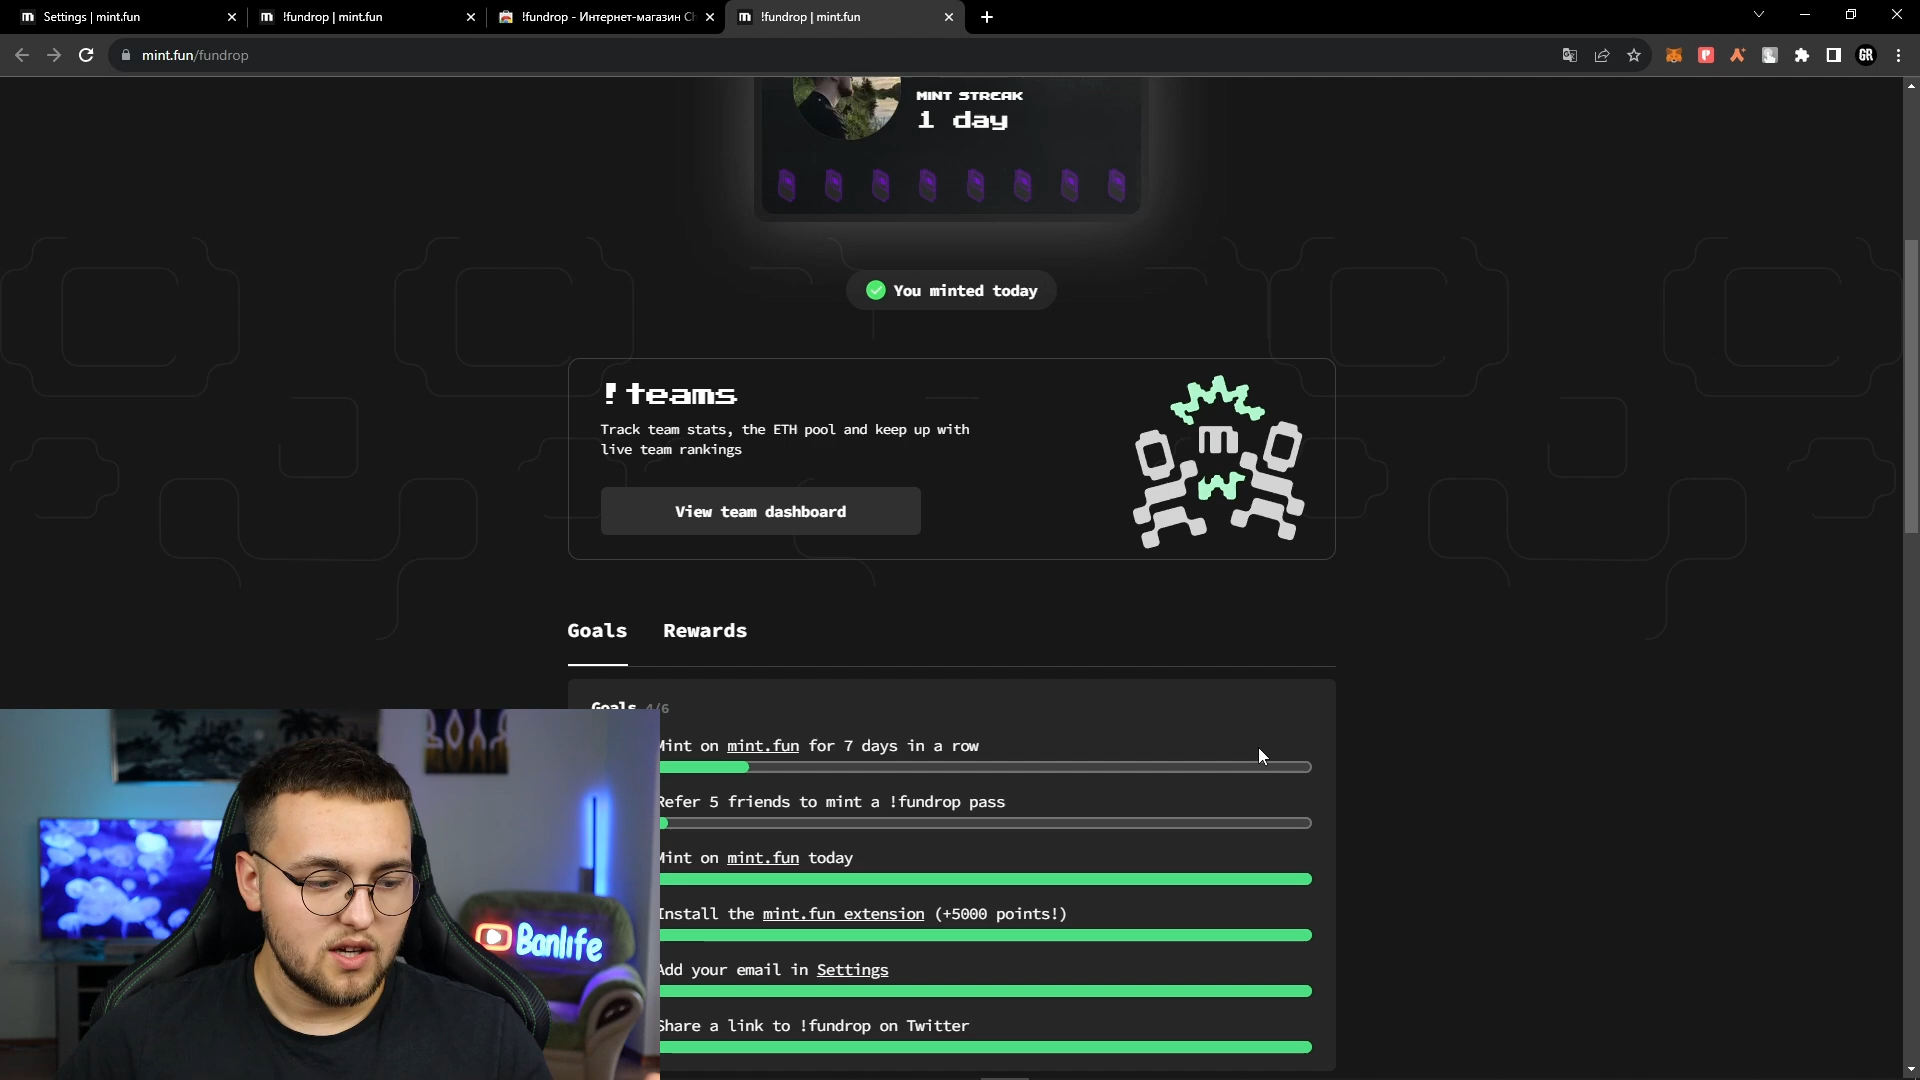 Settings | mint.fun
!fundrop | mint.fun
!fundrop - Интернет-магазин Ch
!fundrop | mint.fun
mint.fun/fundrop
GR
MINT STREAK
1 day
You minted today
!teams
Track team stats, the ETH pool and keep up with
live team rankings
View team dashboard
Goals Rewards
Goals 4/6
Mint on mint.fun for 7 days in a row
Refer 5 friends to mint a !fundrop pass
Mint on mint.fun today
Install the mint.fun extension (+5000 points!)
Add your email in Settings
Share a link to !fundrop on Twitter
Banlife